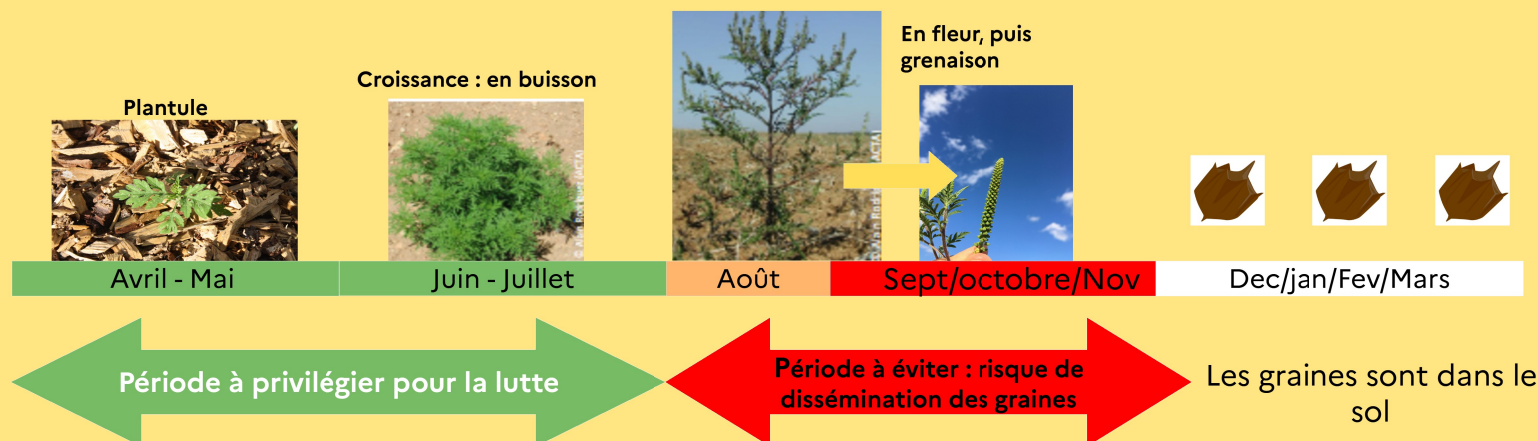 Plantule
Croissance : en buisson
En fleur, puis
grenaison
Avril - Mai
Juin - Juillet
Août
Sept/octobre/Nov
Dec/jan/Fev/Mars
Période à privilégier pour la lutte
Période à éviter : risque de
dissémination des graines
Les graines sont dans le
sol